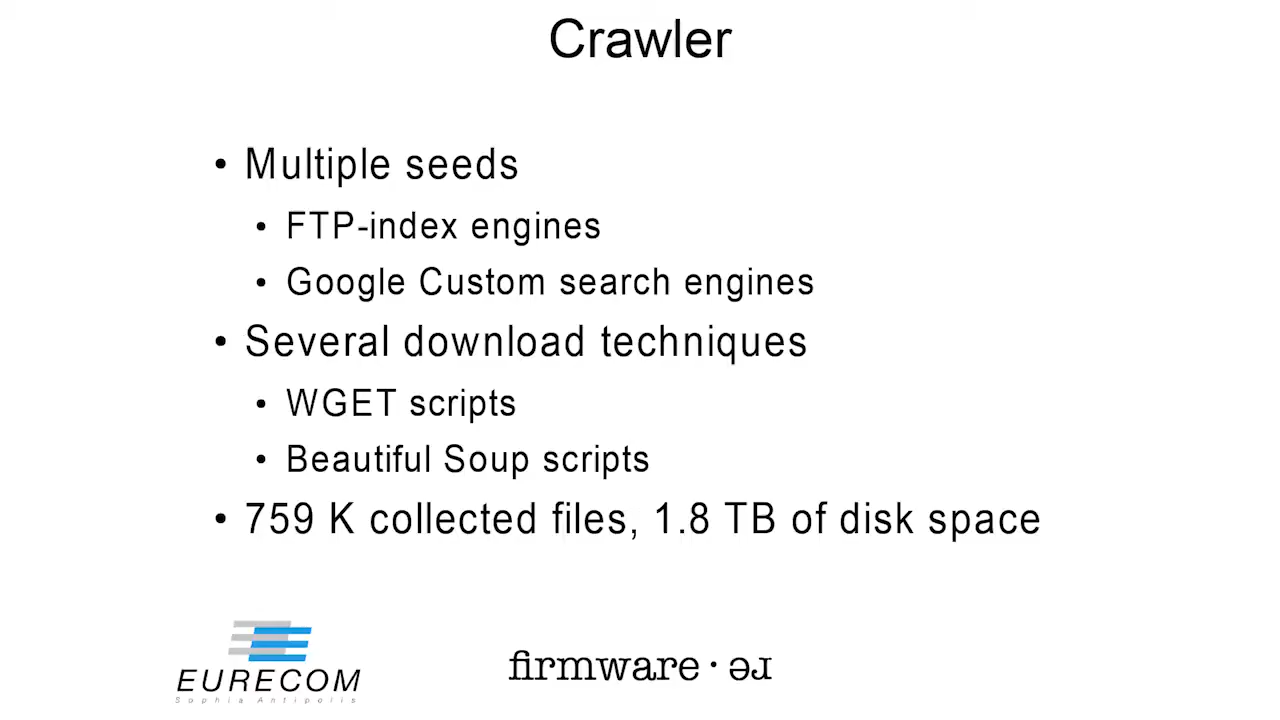 Crawler
• Multiple seeds
• FTP-index engines
• Google Custom search engines
• Several download techniques
• WGET scripts
• Beautiful Soup scripts
• 759 K collected files, 1.8 TB of disk space
EURECOM
Sophia Antipolis
firmware·ǝɹ